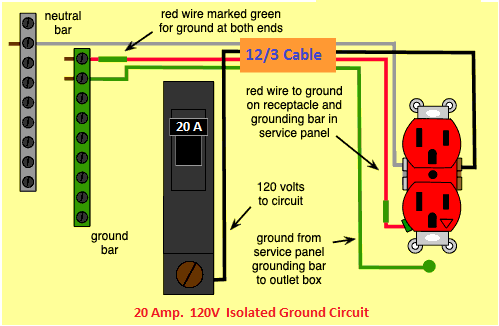 neutral
bar
red wire marked green
for ground at both ends
12/3 Cable
20 A
red wire to ground
on receptacle and
grounding bar in
service panel
120 volts
to circuit
ground
bar
ground from
service panel
grounding bar
to outlet box
20 Amp. 120V Isolated Ground Circuit